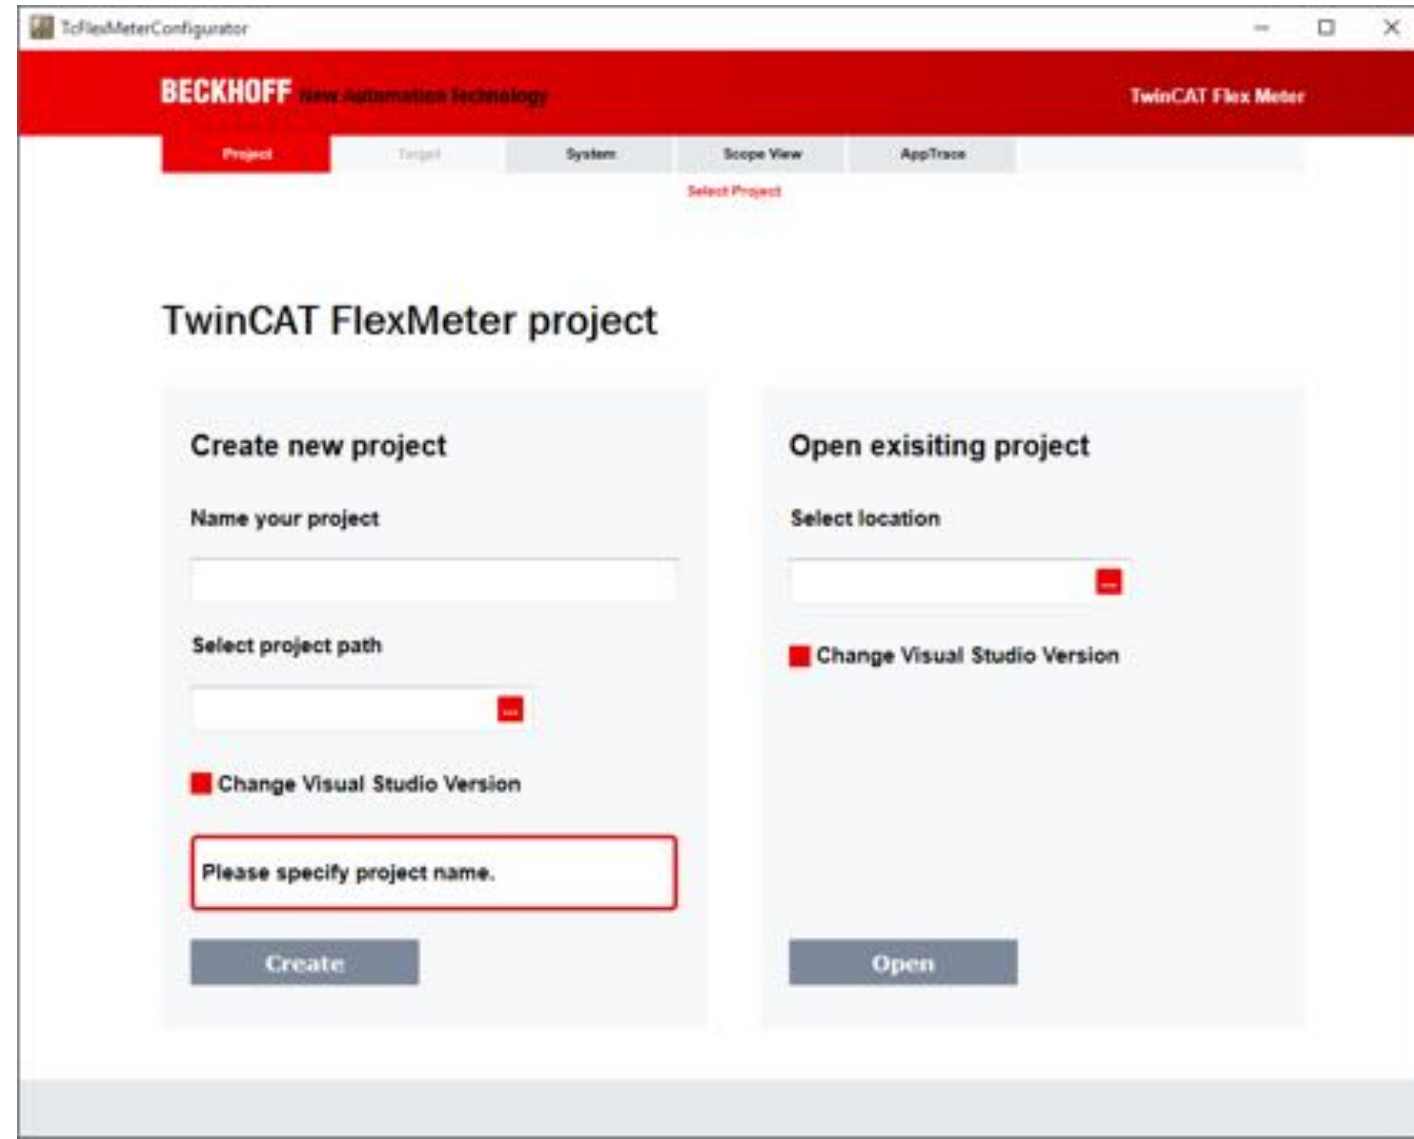 TcFlexMeterConfigurator
BECKHOFF New Automation Technology
TwinCAT Flex Meter
Project Target System Scope View AppTrace
Select Project
TwinCAT FlexMeter project
Create new project
Name your project
Select project path
...
Change Visual Studio Version
Please specify project name.
Create
Open exisiting project
Select location
...
Change Visual Studio Version
Open